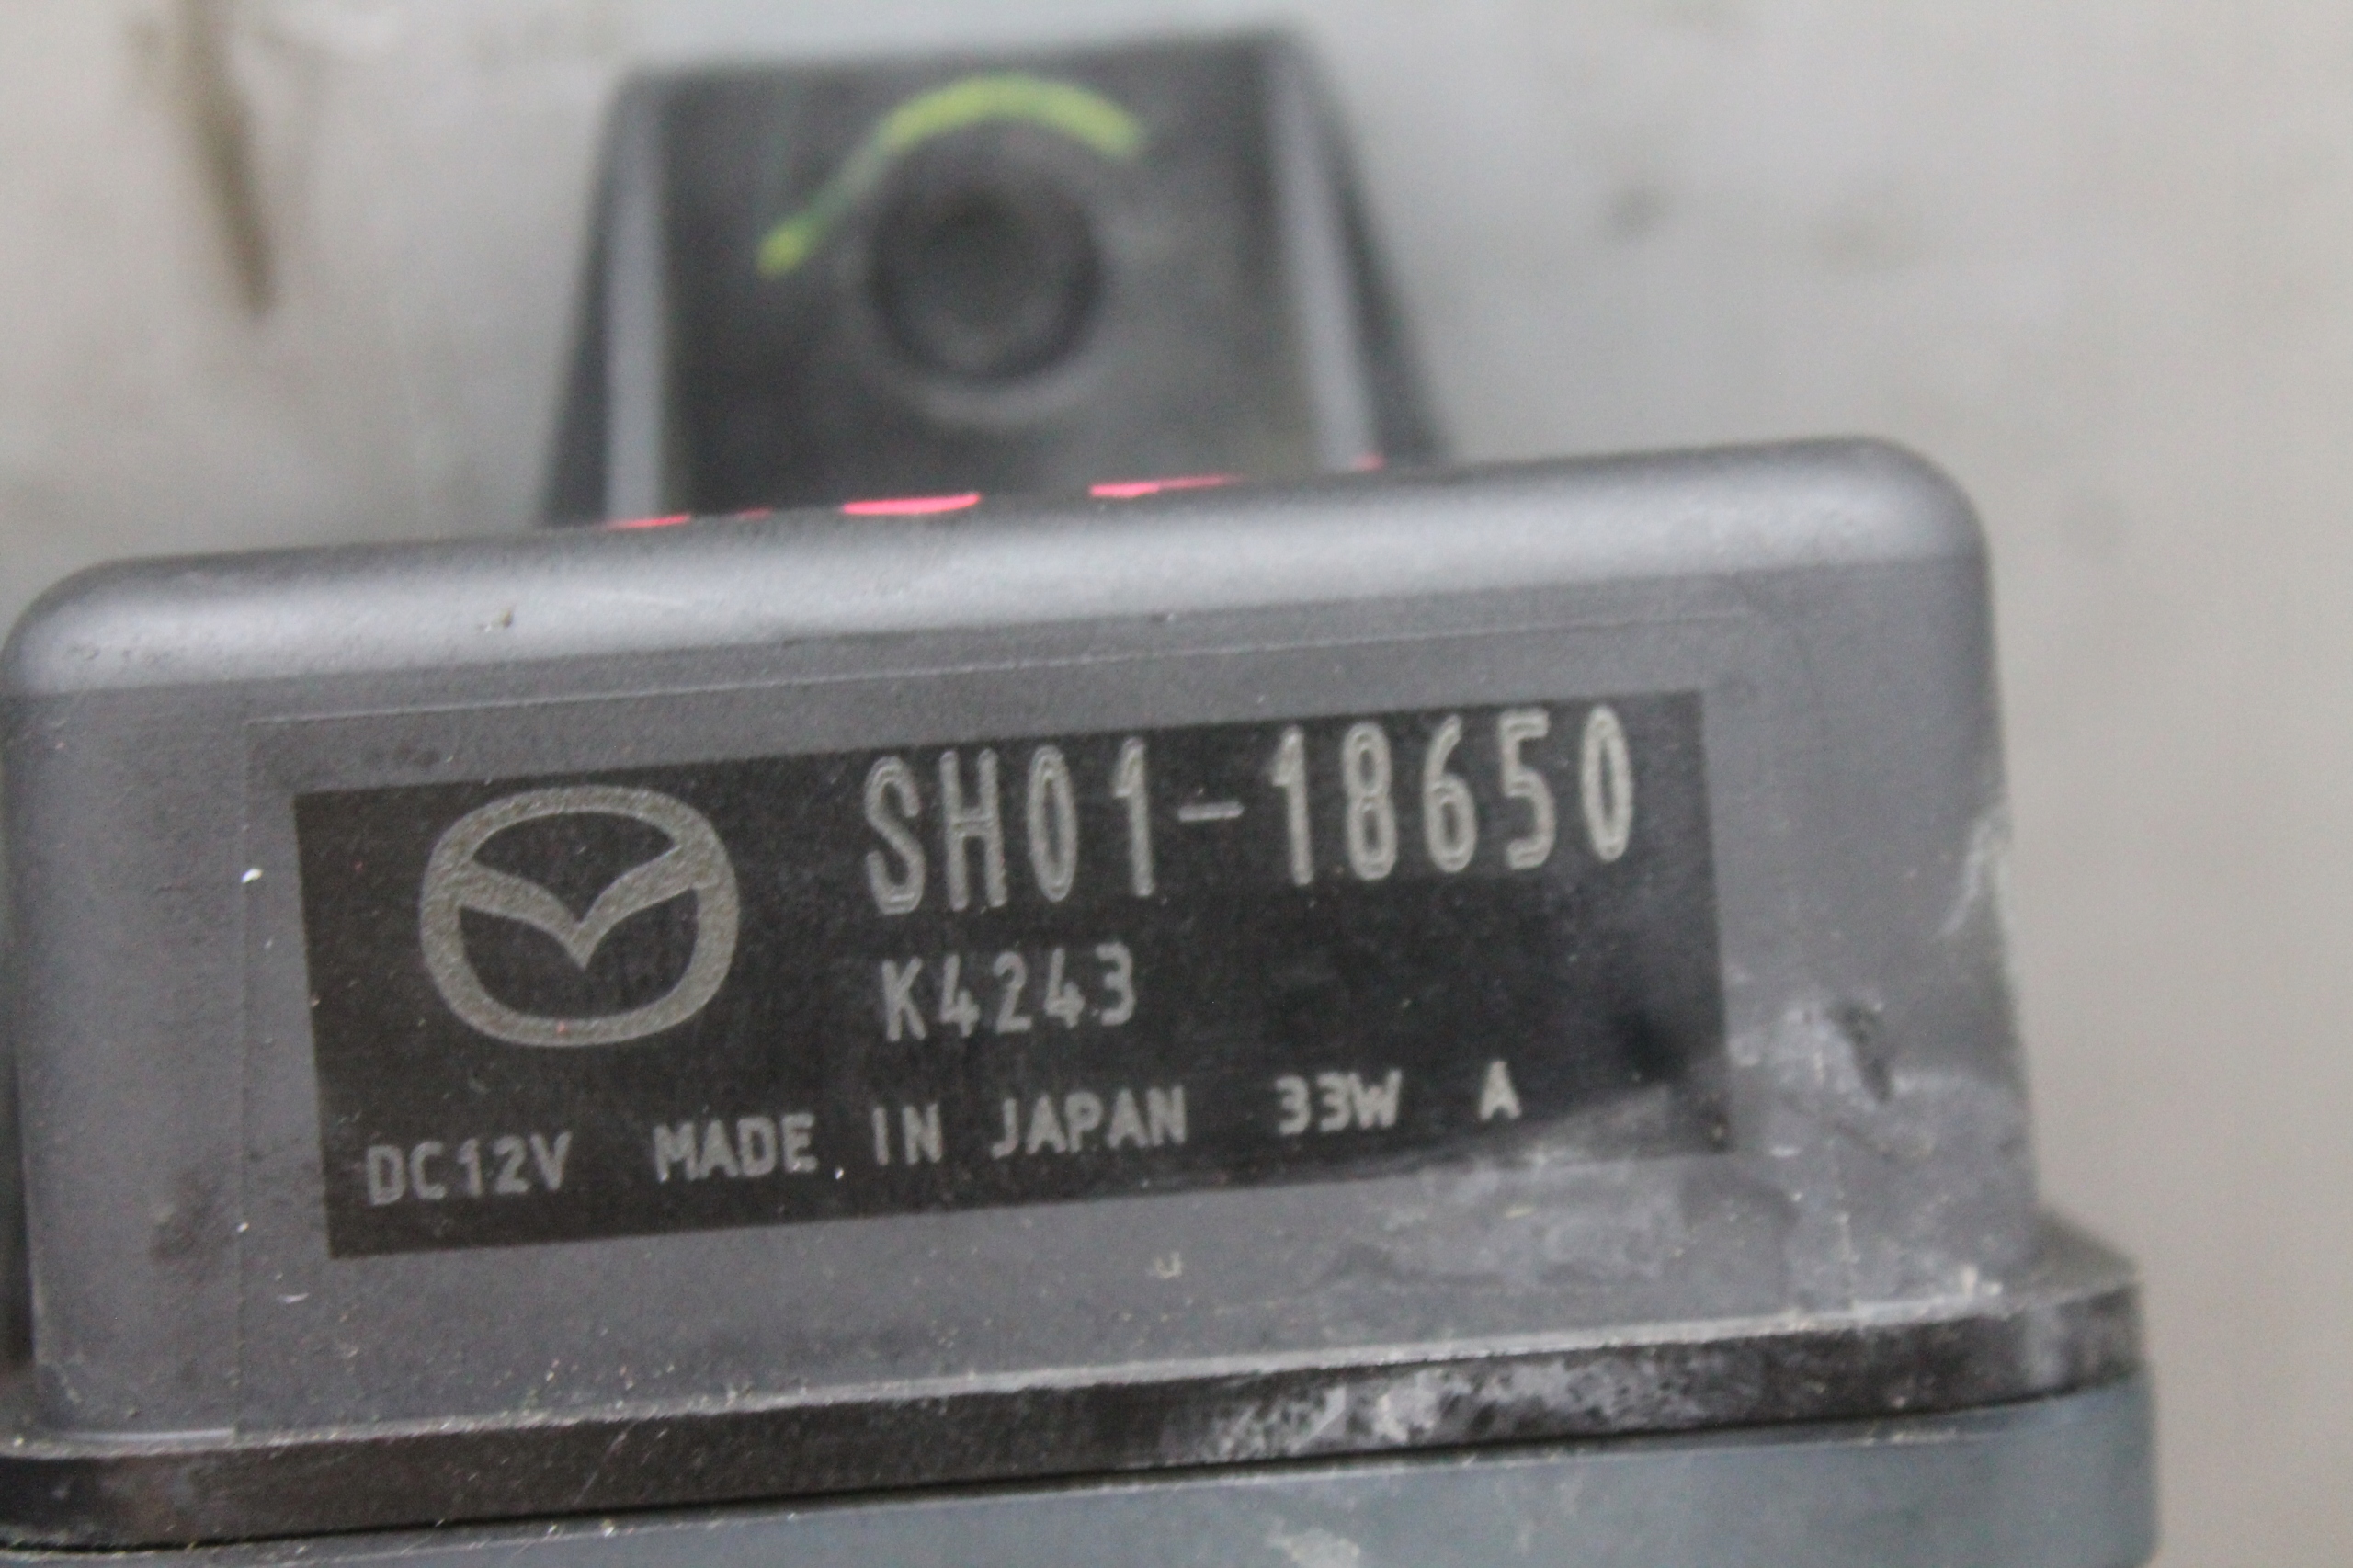 SH01-18650
K4243
DC12V MADE IN JAPAN 33W A